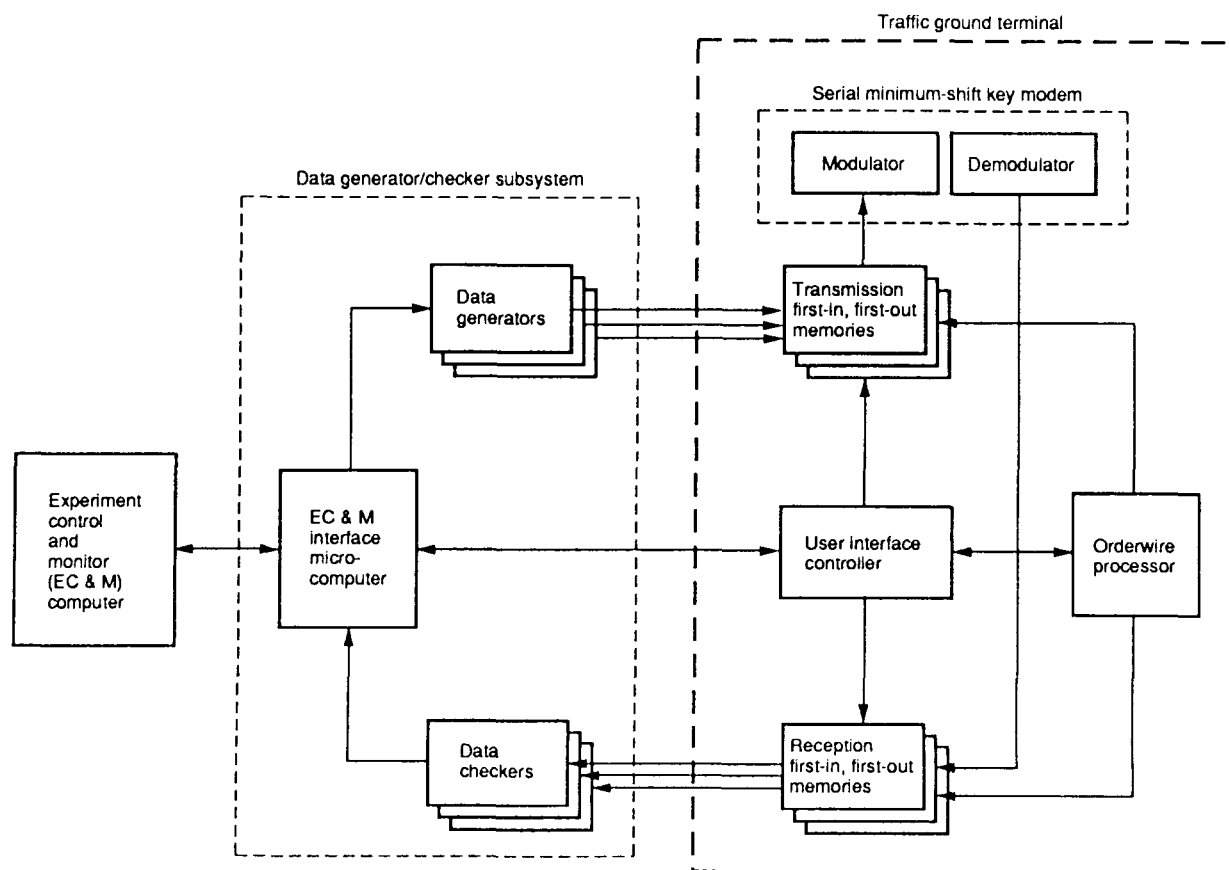 Traffic ground terminal
Serial minimum-shift key modem
Modulator
Demodulator
Data generator/checker subsystem
Data
generators
Transmission
first-in, first-out
memories
Experiment
control
and
monitor
(EC & M)
computer
EC & M
interface
micro-
computer
User interface
controller
Orderwire
processor
Data
checkers
Reception
first-in, first-out
memories